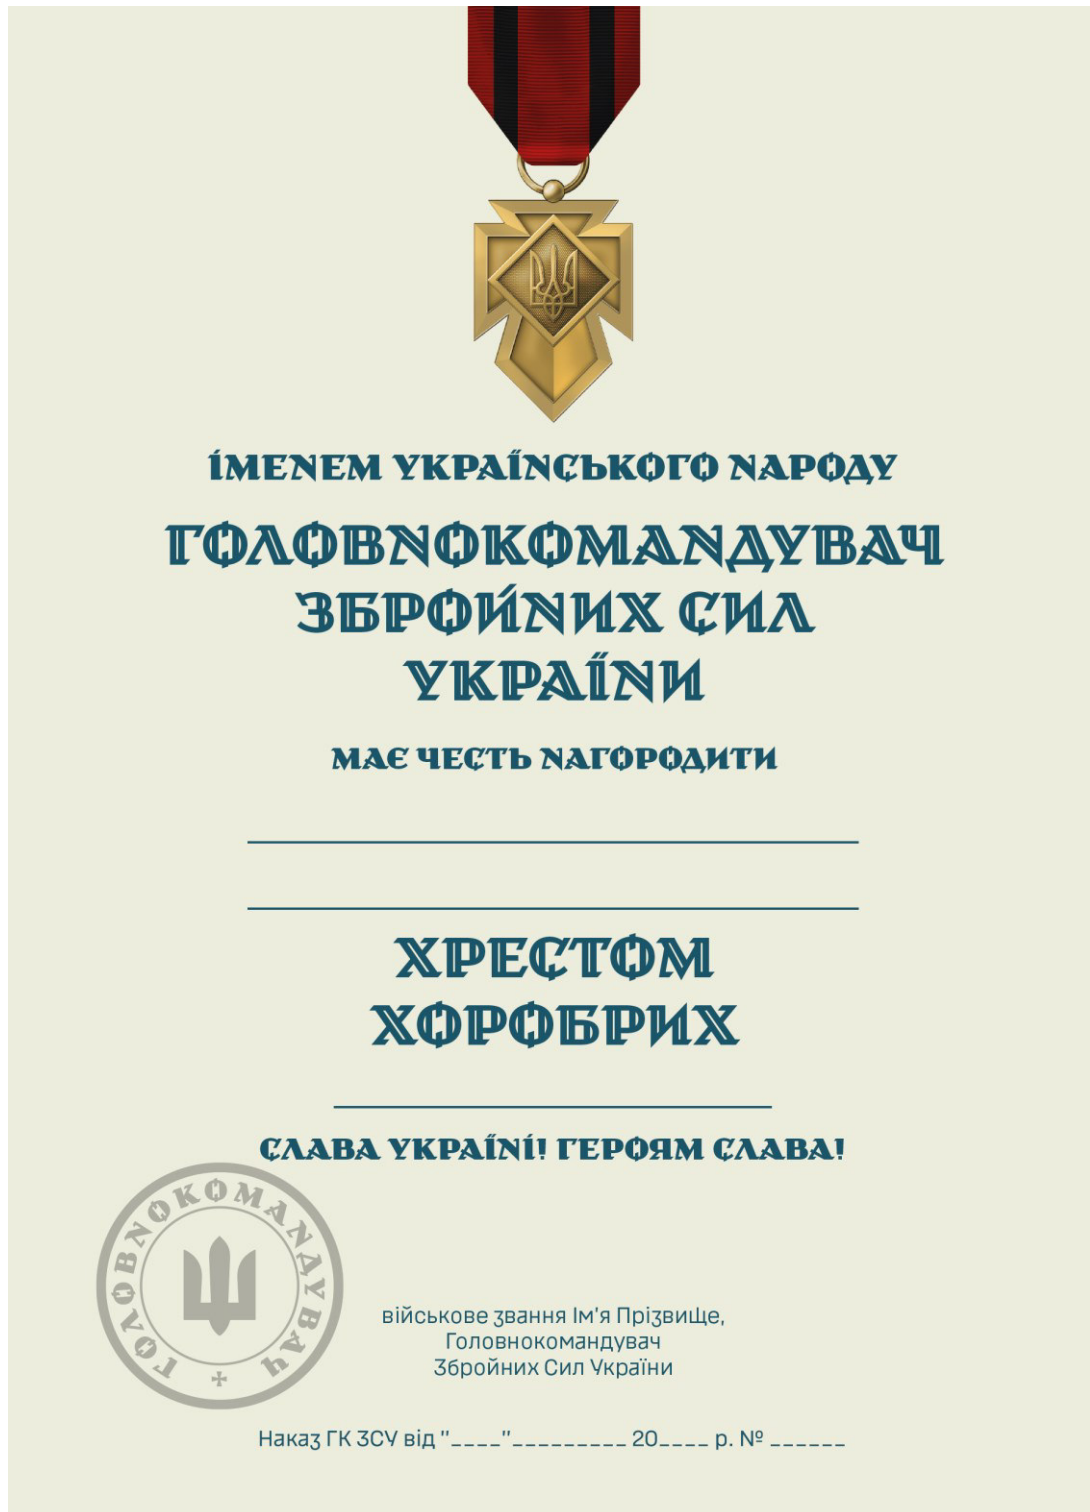 ІМЕНЕМ УКРАЇНСЬКОГО НАРОДУ
ГОЛОВНОКОМАНДУВАЧ
ЗБРОЙНИХ СИЛ
УКРАЇНИ
МАЄ ЧЕСТЬ НАГОРОДИТИ
ХРЕСТОМ
ХОРОБРИХ
СЛАВА УКРАЇНІ! ГЕРОЯМ СЛАВА!
ГОЛОВНОКОМАНДУВАЧ
військове звання Ім'я Прізвище,
Головнокомандувач
Збройних Сил України
Наказ ГК ЗСУ від "____"_________ 20____ р. № ______